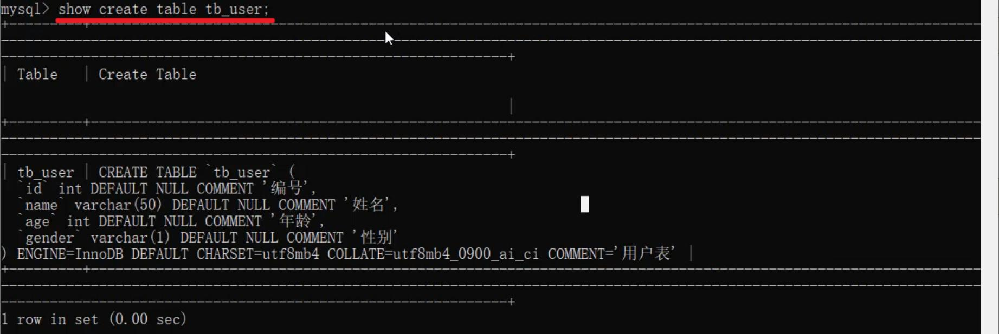 mysql> show create table tb_user;
| Table | Create Table |
| tb_user | CREATE TABLE `tb_user` (
`id` int DEFAULT NULL COMMENT '编号',
`name` varchar(50) DEFAULT NULL COMMENT '姓名',
`age` int DEFAULT NULL COMMENT '年龄',
`gender` varchar(1) DEFAULT NULL COMMENT '性别'
) ENGINE=InnoDB DEFAULT CHARSET=utf8mb4 COLLATE=utf8mb4_0900_ai_ci COMMENT='用户表' |
1 row in set (0.00 sec)